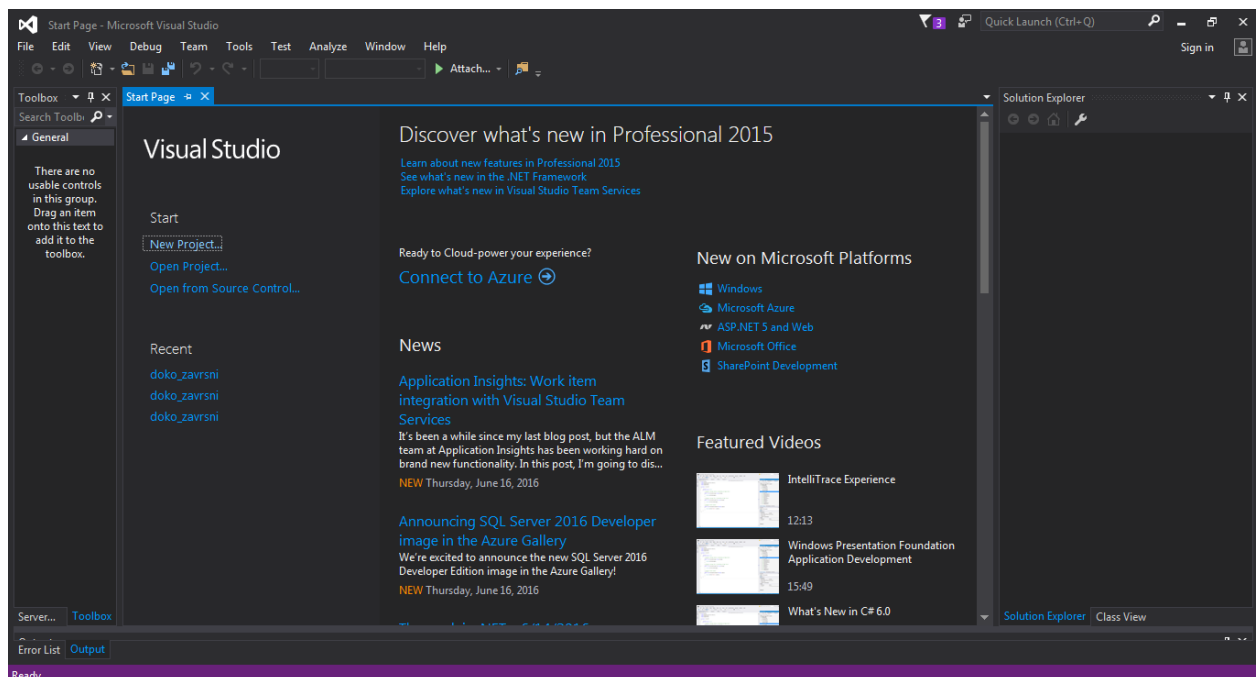 Start Page - Microsoft Visual Studio
3
Quick Launch (Ctrl+Q)
File Edit View Debug Team Tools Test Analyze Window Help
Sign in
Attach...
Toolbox
Search Toolb
General
There are no
usable controls
in this group.
Drag an item
onto this text to
add it to the
toolbox.
Server... Toolbox
Start Page
Visual Studio
Start
New Project...
Open Project...
Open from Source Control...
Recent
doko_zavrsni
doko_zavrsni
doko_zavrsni
Discover what's new in Professional 2015
Learn about new features in Professional 2015
See what's new in the .NET Framework
Explore what's new in Visual Studio Team Services
Ready to Cloud-power your experience?
Connect to Azure
News
Application Insights: Work item
integration with Visual Studio Team
Services
It's been a while since my last blog post, but the ALM
team at Application Insights has been working hard on
brand new functionality. In this post, I'm going to dis...
NEW Thursday, June 16, 2016
Announcing SQL Server 2016 Developer
image in the Azure Gallery
We're excited to announce the new SQL Server 2016
Developer Edition image in the Azure Gallery!
NEW Thursday, June 16, 2016
New on Microsoft Platforms
Windows
Microsoft Azure
ASP.NET 5 and Web
Microsoft Office
SharePoint Development
Featured Videos
IntelliTrace Experience
12:13
Windows Presentation Foundation
Application Development
15:49
What's New in C# 6.0
Solution Explorer
Solution Explorer Class View
Error List Output
Ready